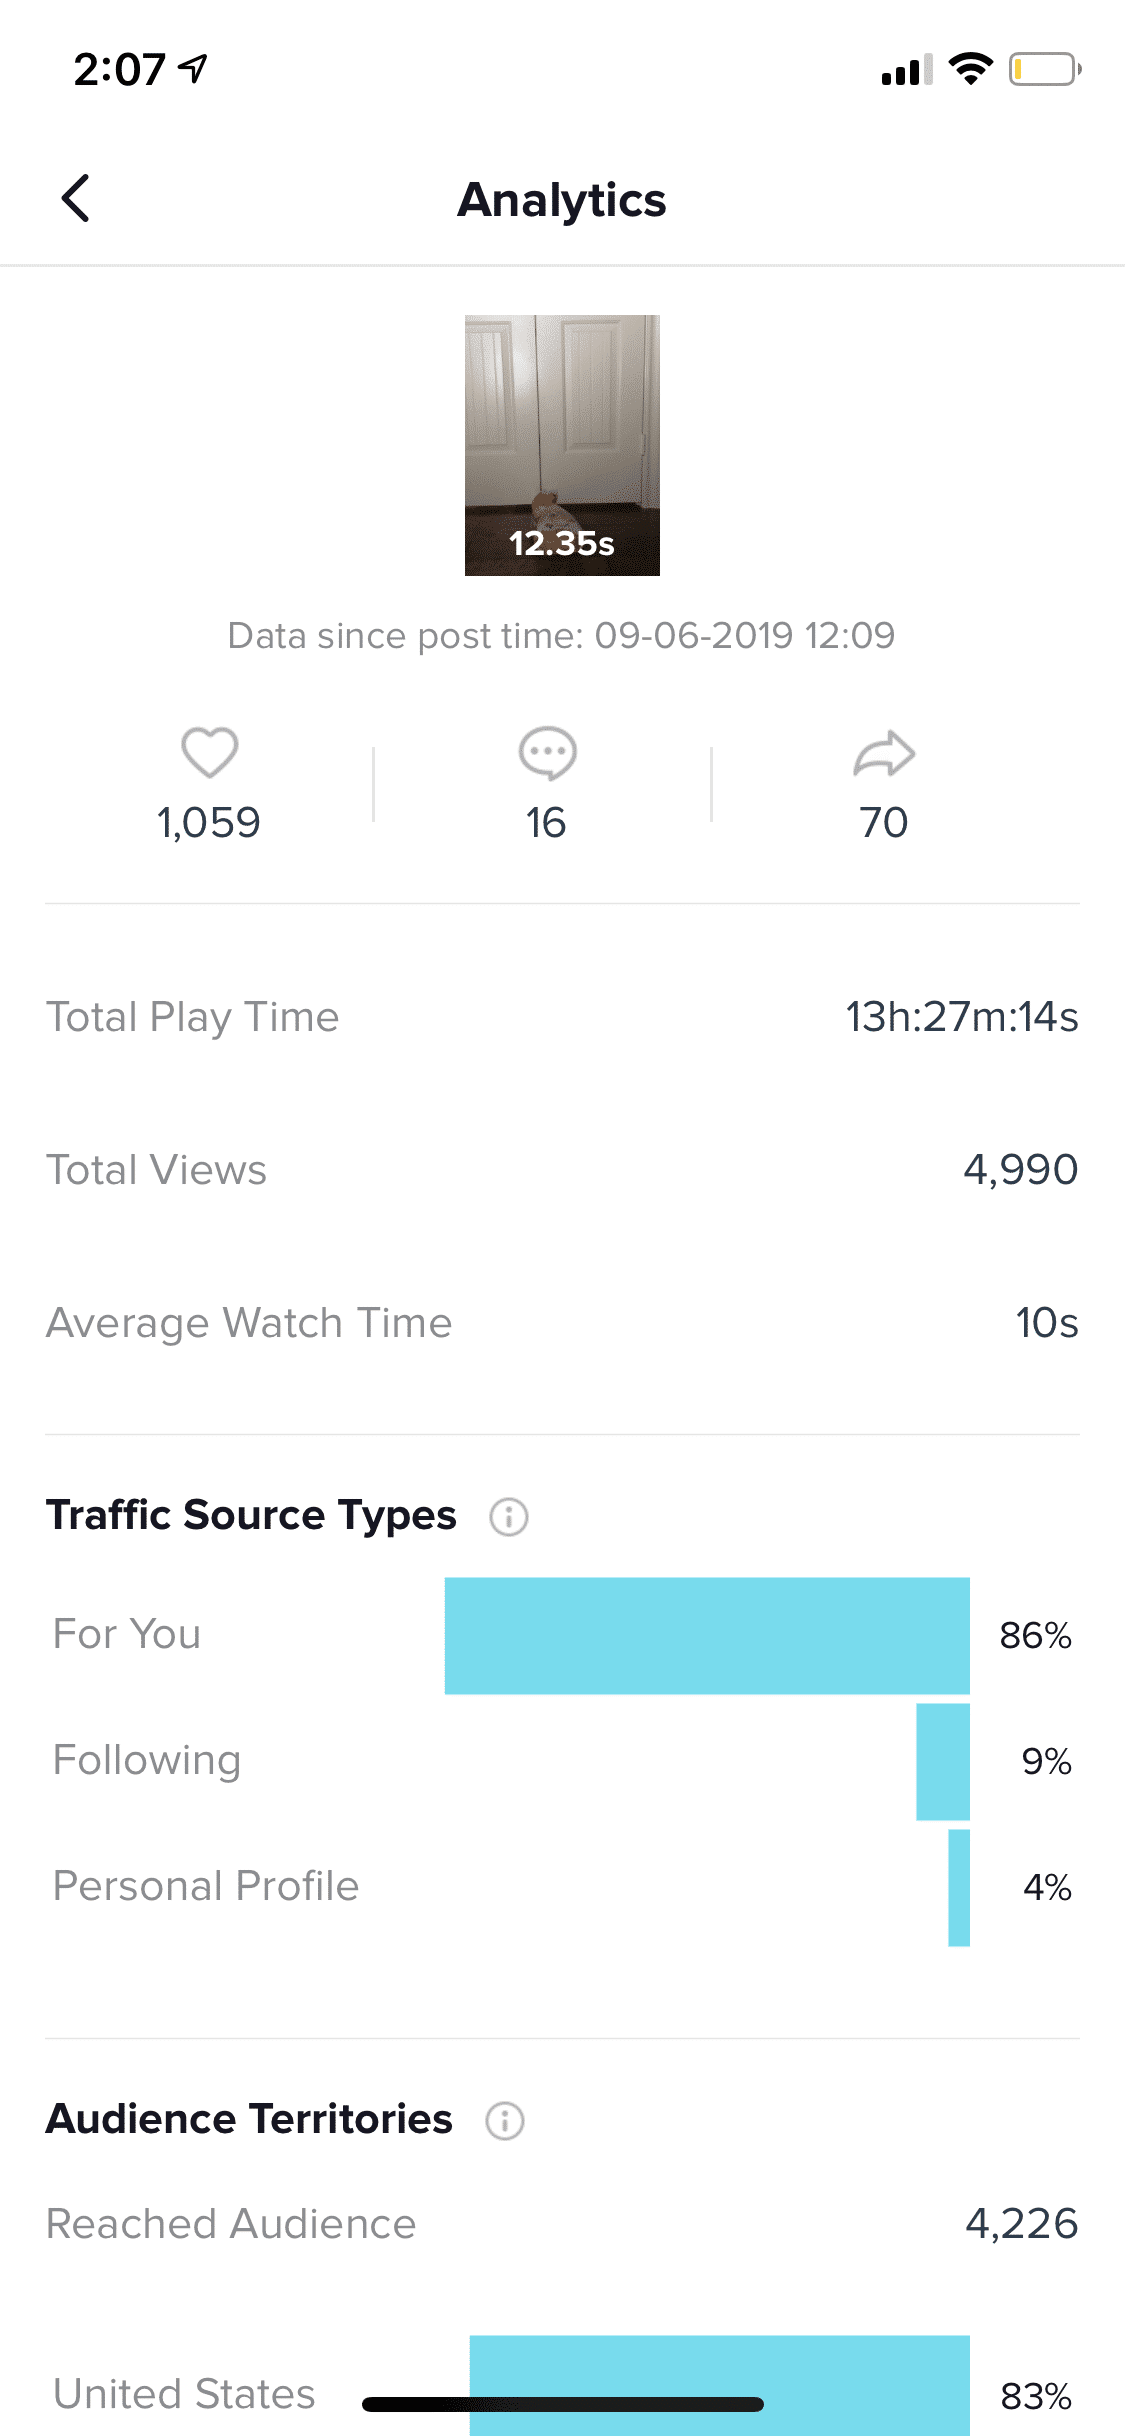 2:07
Analytics
12.35s
Data since post time: 09-06-2019 12:09
1,059 16 70
Total Play Time 13h:27m:14s
Total Views 4,990
Average Watch Time 10s
Traffic Source Types
For You 86%
Following 9%
Personal Profile 4%
Audience Territories
Reached Audience 4,226
United States 83%